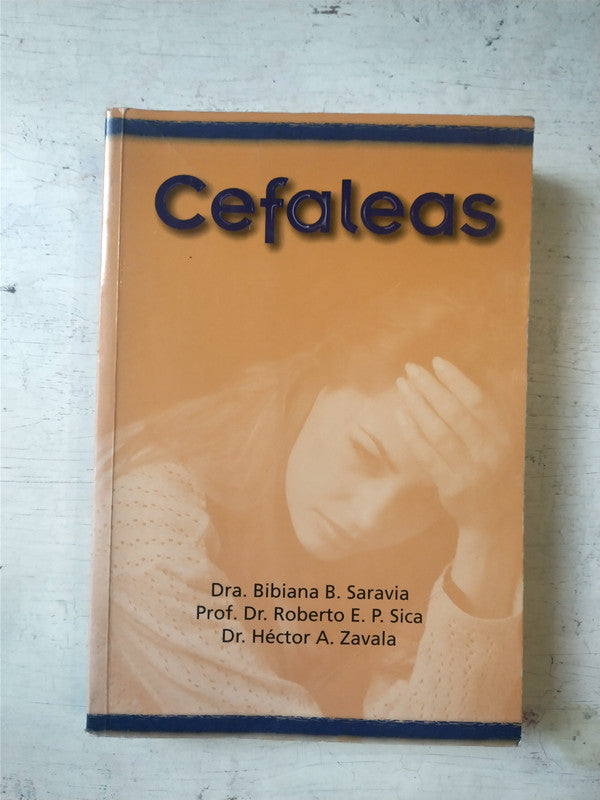 Cefaleas
Dra. Bibiana B. Saravia
Prof. Dr. Roberto E. P. Sica
Dr. Héctor A. Zavala